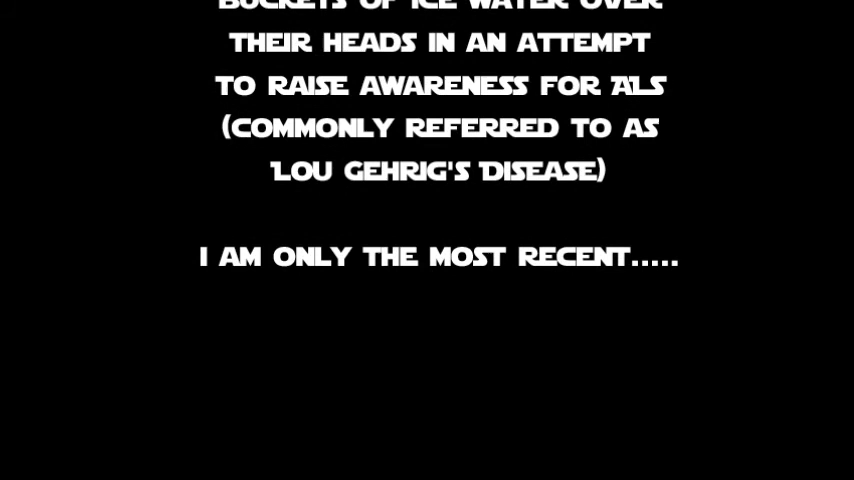 BUCKETS OF ICE WATER OVER
THEIR HEADS IN AN ATTEMPT
TO RAISE AWARENESS FOR ALS
(COMMONLY REFERRED TO AS
LOU GEHRIG'S DISEASE)
I AM ONLY THE MOST RECENT.....